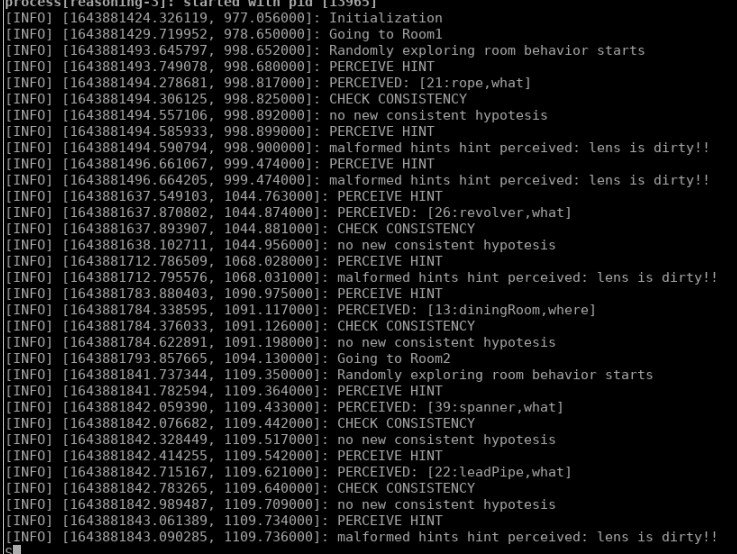 process[reasoning-3]: started with pid [13965]
[INFO] [1643881424.326119, 977.056000]: Initialization
[INFO] [1643881429.719952, 978.650000]: Going to Room1
[INFO] [1643881493.645797, 998.652000]: Randomly exploring room behavior starts
[INFO] [1643881493.749078, 998.680000]: PERCEIVE HINT
[INFO] [1643881494.278681, 998.817000]: PERCEIVED: [21:rope,what]
[INFO] [1643881494.306125, 998.825000]: CHECK CONSISTENCY
[INFO] [1643881494.557106, 998.892000]: no new consistent hypotesis
[INFO] [1643881494.585933, 998.899000]: PERCEIVE HINT
[INFO] [1643881494.590794, 998.900000]: malformed hints hint perceived: lens is dirty!!
[INFO] [1643881496.661067, 999.474000]: PERCEIVE HINT
[INFO] [1643881496.664205, 999.474000]: malformed hints hint perceived: lens is dirty!!
[INFO] [1643881637.549103, 1044.763000]: PERCEIVE HINT
[INFO] [1643881637.870802, 1044.874000]: PERCEIVED: [26:revolver,what]
[INFO] [1643881637.893907, 1044.881000]: CHECK CONSISTENCY
[INFO] [1643881638.102711, 1044.956000]: no new consistent hypotesis
[INFO] [1643881712.786509, 1068.028000]: PERCEIVE HINT
[INFO] [1643881712.795576, 1068.031000]: malformed hints hint perceived: lens is dirty!!
[INFO] [1643881783.880403, 1090.975000]: PERCEIVE HINT
[INFO] [1643881784.338595, 1091.117000]: PERCEIVED: [13:diningRoom,where]
[INFO] [1643881784.376033, 1091.126000]: CHECK CONSISTENCY
[INFO] [1643881784.622891, 1091.198000]: no new consistent hypotesis
[INFO] [1643881793.857665, 1094.130000]: Going to Room2
[INFO] [1643881841.737344, 1109.350000]: Randomly exploring room behavior starts
[INFO] [1643881841.782594, 1109.364000]: PERCEIVE HINT
[INFO] [1643881842.059390, 1109.433000]: PERCEIVED: [39:spanner,what]
[INFO] [1643881842.076682, 1109.442000]: CHECK CONSISTENCY
[INFO] [1643881842.328449, 1109.517000]: no new consistent hypotesis
[INFO] [1643881842.414255, 1109.542000]: PERCEIVE HINT
[INFO] [1643881842.715167, 1109.621000]: PERCEIVED: [22:leadPipe,what]
[INFO] [1643881842.783265, 1109.640000]: CHECK CONSISTENCY
[INFO] [1643881842.989487, 1109.709000]: no new consistent hypotesis
[INFO] [1643881843.061389, 1109.734000]: PERCEIVE HINT
[INFO] [1643881843.090285, 1109.736000]: malformed hints hint perceived: lens is dirty!!